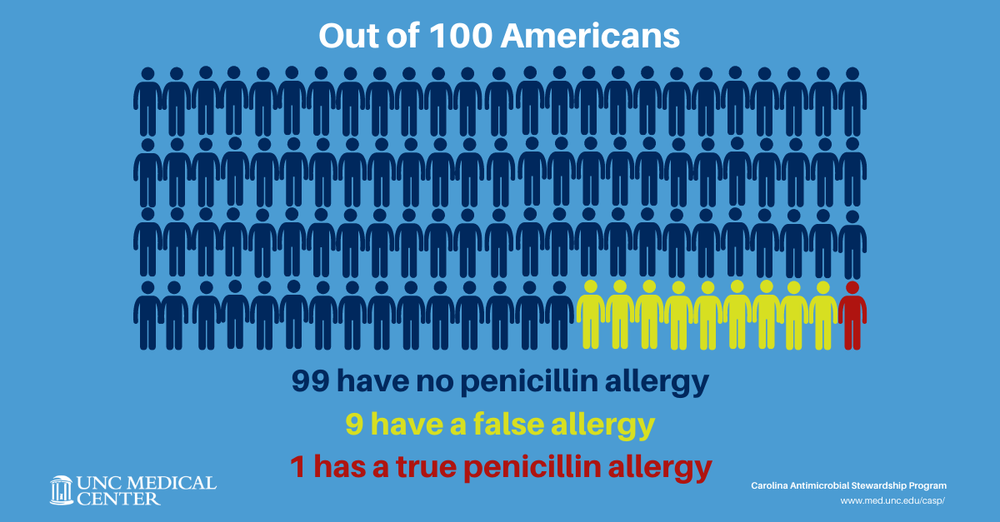 Out of 100 Americans
99 have no penicillin allergy
9 have a false allergy
1 has a true penicillin allergy
UNC MEDICAL
CENTER
Carolina Antimicrobial Stewardship Program
www.med.unc.edu/casp/